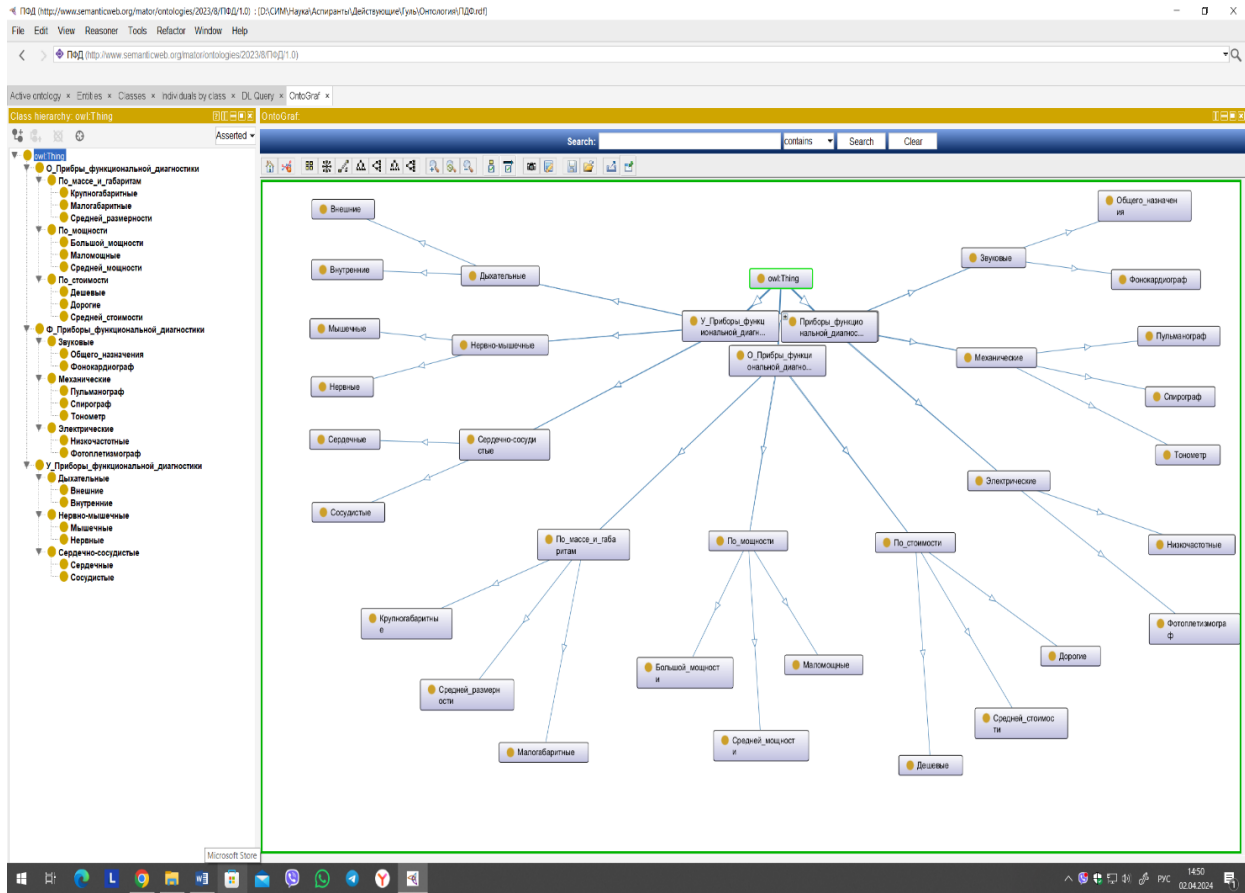 ПФД (http://www.semanticweb.org/mator/ontologies/2023/8/ПФД/1.0) : [D:\СИМ\Наука\Аспиранты\Действующие\Гуль\Онтология\ПДФ.rdf]
File Edit View Reasoner Tools Refactor Window Help
ПФД (http://www.semanticweb.org/mator/ontologies/2023/8/ПФД/1.0)
Active ontology × Entities × Classes × Individuals by class × DL Query × OntoGraf ×
Class hierarchy: owl:Thing
Asserted
owl:Thing
О_Прибры_функциональной_диагностики
По_массе_и_габаритам
Крупногабаритные
Малогабаритные
Средней_размерности
По_мощности
Большой_мощности
Маломощные
Средней_мощности
По_стоимости
Дешевые
Дорогие
Средней_стоимости
Ф_Приборы_функциональной_диагностики
Звуковые
Общего_назначения
Фонокардиограф
Механические
Пульманограф
Спирограф
Тонометр
Электрические
Низкочастотные
Фотоплетизмограф
У_Приборы_функциональной_диагностики
Дыхательные
Внешние
Внутренние
Нервно-мышечные
Мышечные
Нервные
Сердечно-сосудистые
Сердечные
Сосудистые
OntoGraf:
Search: contains Search Clear
Внешние
Внутренние
Дыхательные
Мышечные
Нервно-мышечные
Нервные
Сердечные
Сердечно-сосуди
стые
Сосудистые
owl:Thing
У_Приборы_функц
иональной_диагн...
Приборы_функцио
нальной_диагнос...
О_Прибры_функци
ональной_диагно...
Общего_назначен
ия
Звуковые
Фонокардиограф
Пульманограф
Механические
Спирограф
Тонометр
Электрические
Низкочастотные
Фотоплетизмогра
ф
По_массе_и_габа
ритам
По_мощности
По_стоимости
Крупногабаритны
е
Средней_размерн
ости
Малогабаритные
Большой_мощност
и
Маломощные
Средней_мощност
и
Дорогие
Средней_стоимос
ти
Дешевые
Microsoft Store
РУС
14:50
02.04.2024